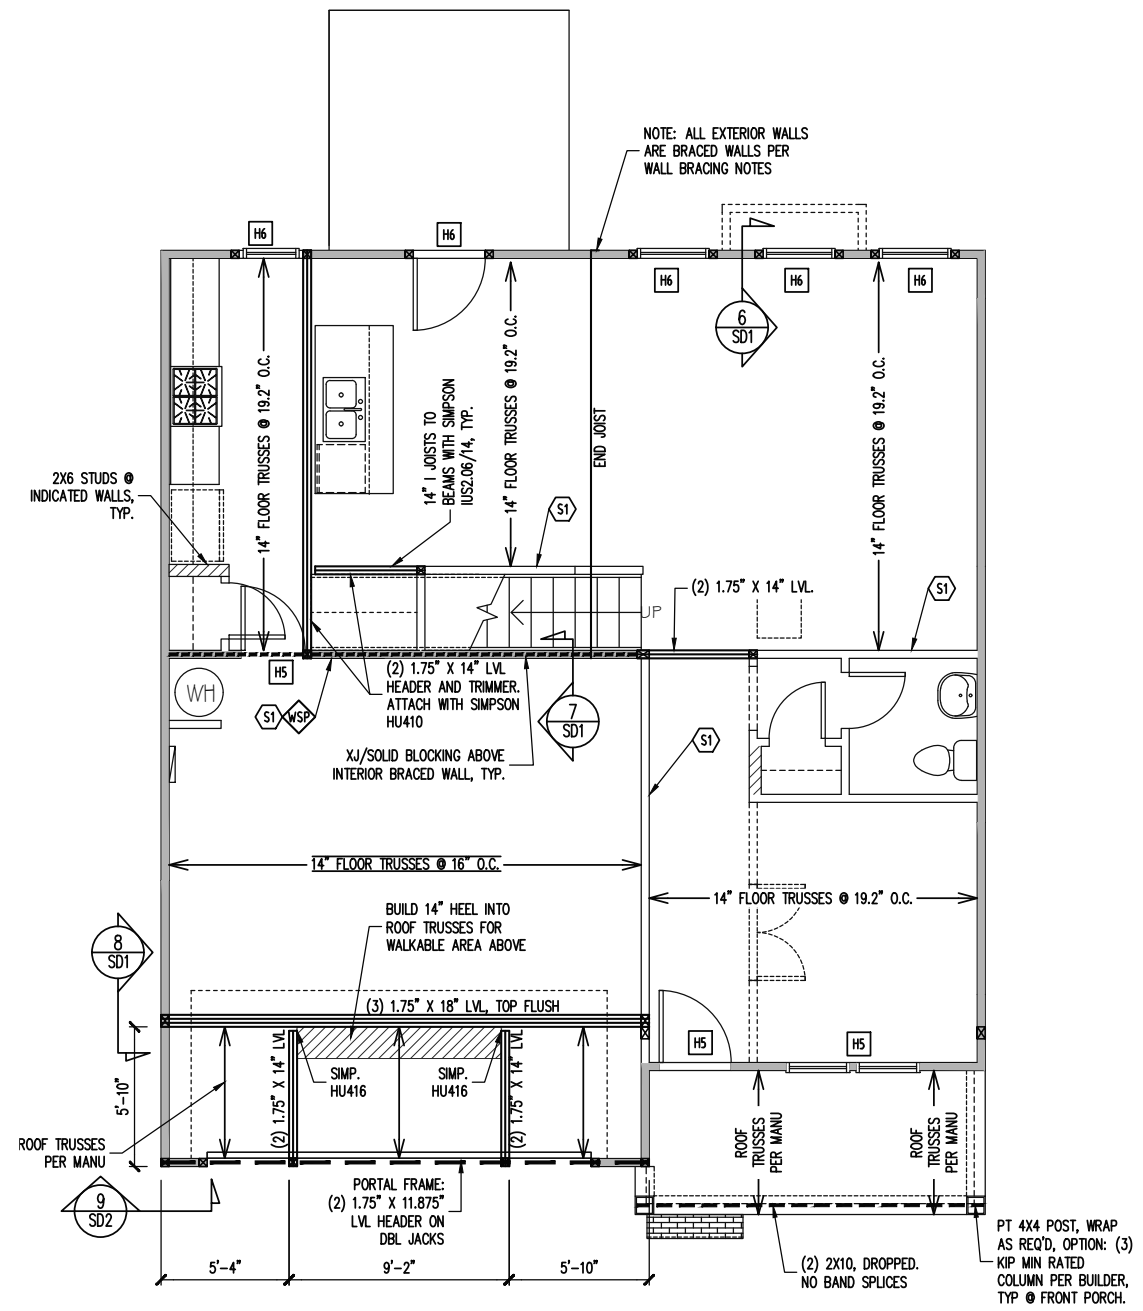 NOTE: ALL EXTERIOR WALLS
ARE BRACED WALLS PER
WALL BRACING NOTES
H6
H6
H6
H6
H6
6
SD1
14" FLOOR TRUSSES @ 19.2" O.C.
14" FLOOR TRUSSES @ 19.2" O.C.
14" FLOOR TRUSSES @ 19.2" O.C.
END JOIST
14" I JOISTS TO
BEAMS WITH SIMPSON
IUS2.06/14, TYP.
2X6 STUDS @
INDICATED WALLS,
TYP.
S1
S1
UP
(2) 1.75" X 14" LVL.
H5
WH
S1
WSP
(2) 1.75" X 14" LVL
HEADER AND TRIMMER.
ATTACH WITH SIMPSON
HU410
7
SD1
S1
XJ/SOLID BLOCKING ABOVE
INTERIOR BRACED WALL, TYP.
14" FLOOR TRUSSES @ 16" O.C.
14" FLOOR TRUSSES @ 19.2" O.C.
BUILD 14" HEEL INTO
ROOF TRUSSES FOR
WALKABLE AREA ABOVE
8
SD1
(3) 1.75" X 18" LVL, TOP FLUSH
(2) 1.75" X 14" LVL
(2) 1.75" X 14" LVL
SIMP.
HU416
SIMP.
HU416
H5
H5
5'-10"
ROOF TRUSSES
PER MANU
ROOF
TRUSSES
PER MANU
ROOF
TRUSSES
PER MANU
9
SD2
PORTAL FRAME:
(2) 1.75" X 11.875"
LVL HEADER ON
DBL JACKS
5'-4"
9'-2"
5'-10"
(2) 2X10, DROPPED.
NO BAND SPLICES
PT 4X4 POST, WRAP
AS REQ'D, OPTION: (3)
KIP MIN RATED
COLUMN PER BUILDER,
TYP @ FRONT PORCH.